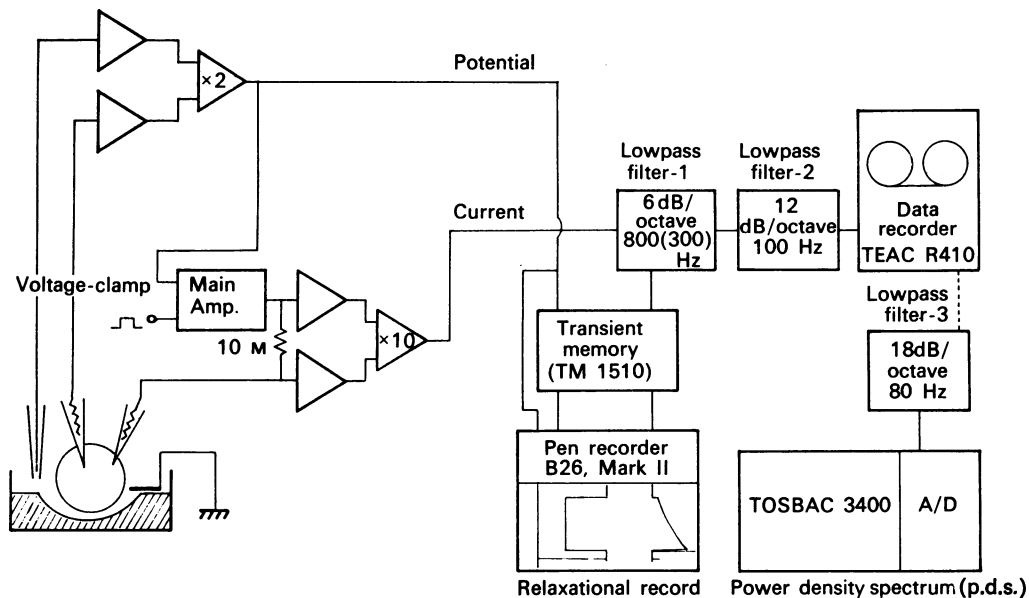 ×2
Potential
Lowpass
filter-1
6 dB/
octave
800(300)
Hz
Lowpass
filter-2
12
dB/octave
100 Hz
Data
recorder
TEAC R410
Current
Voltage-clamp
Main
Amp.
10 M
×10
Transient
memory
(TM 1510)
Lowpass
filter-3
18dB/
octave
80 Hz
Pen recorder
B26, Mark II
TOSBAC 3400
A/D
Relaxational record
Power density spectrum (p.d.s.)